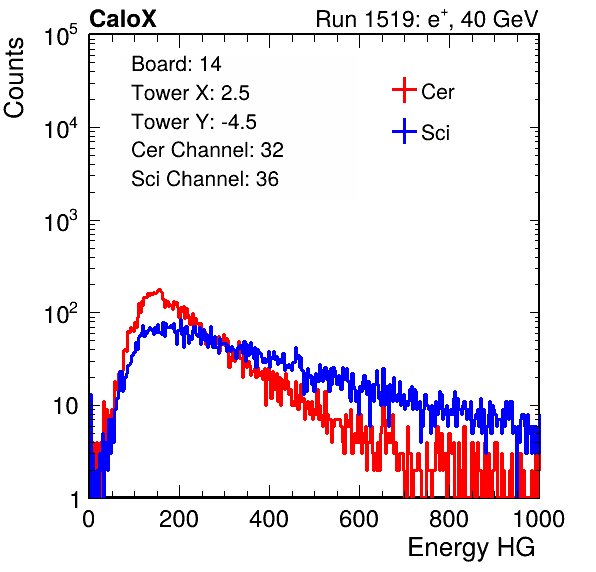 CaloX Run 1519: e⁺, 40 GeV
Board: 14
Tower X: 2.5
Tower Y: -4.5
Cer Channel: 32
Sci Channel: 36
Cer
Sci
Counts
10⁵
10⁴
10³
10²
10
1
0 200 400 600 800 1000
Energy HG